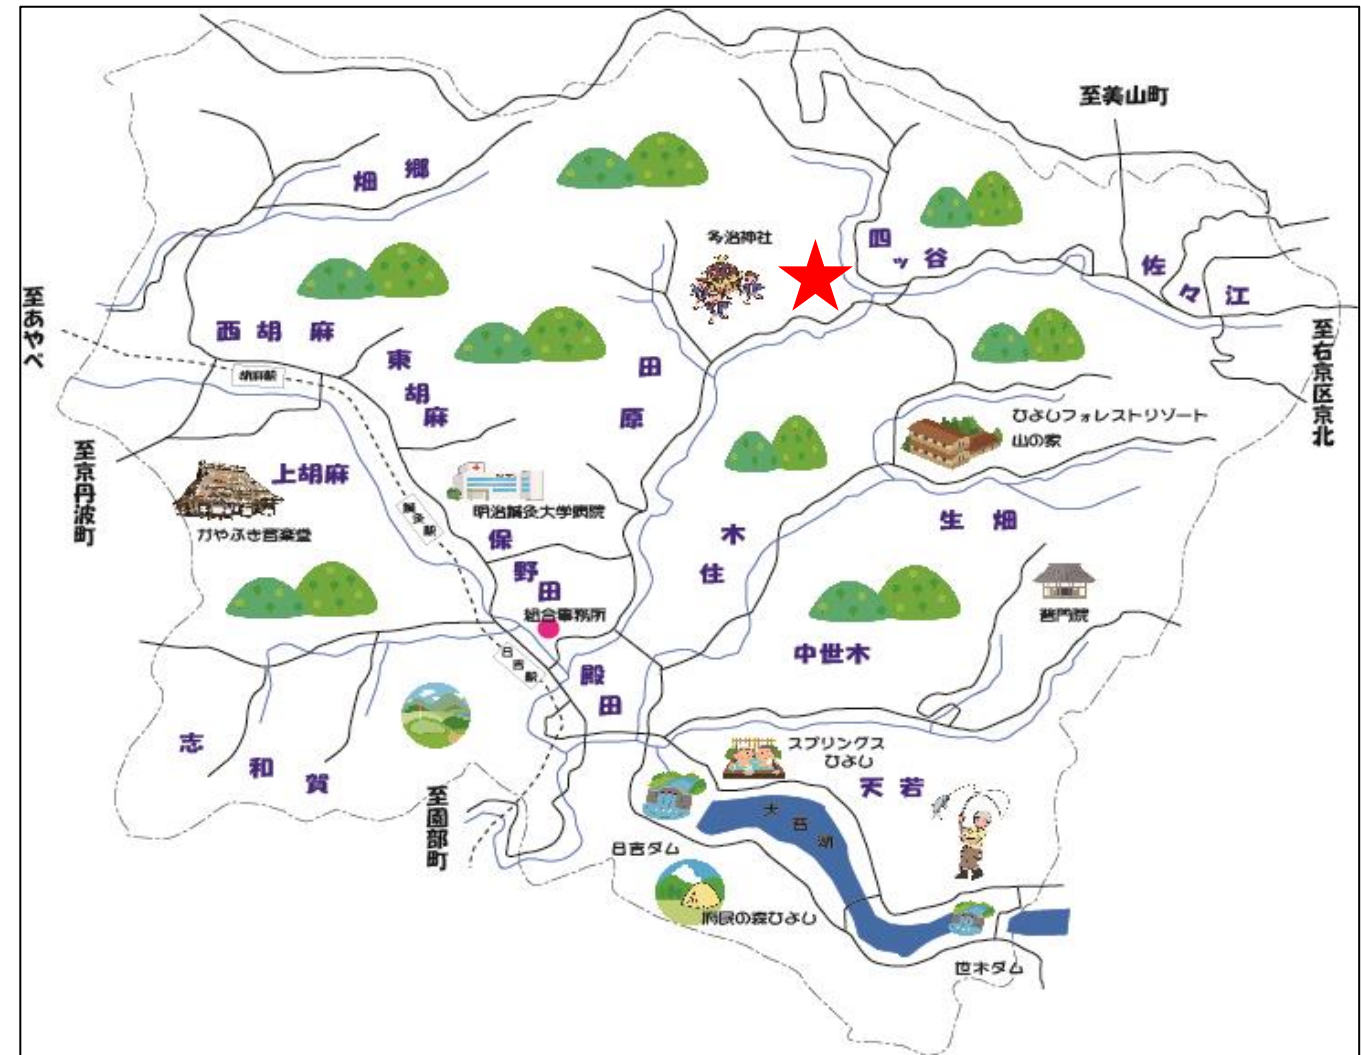 至美山町
畑郷
多治神社
四ッ谷
佐々江
至あやべ
西胡麻
東胡麻
胡麻駅
田原
至右京区京北
ひよしフォレストリゾート
山の家
至京丹波町
上胡麻
かやぶき音楽堂
鍼灸駅
明治鍼灸大学病院
保野田
木住
生畑
総合事務所
普門院
日吉駅
殿田
中世木
志和賀
スプリングス
ひよし
天若
至園部町
天若湖
日吉ダム
府民の森ひよし
世木ダム